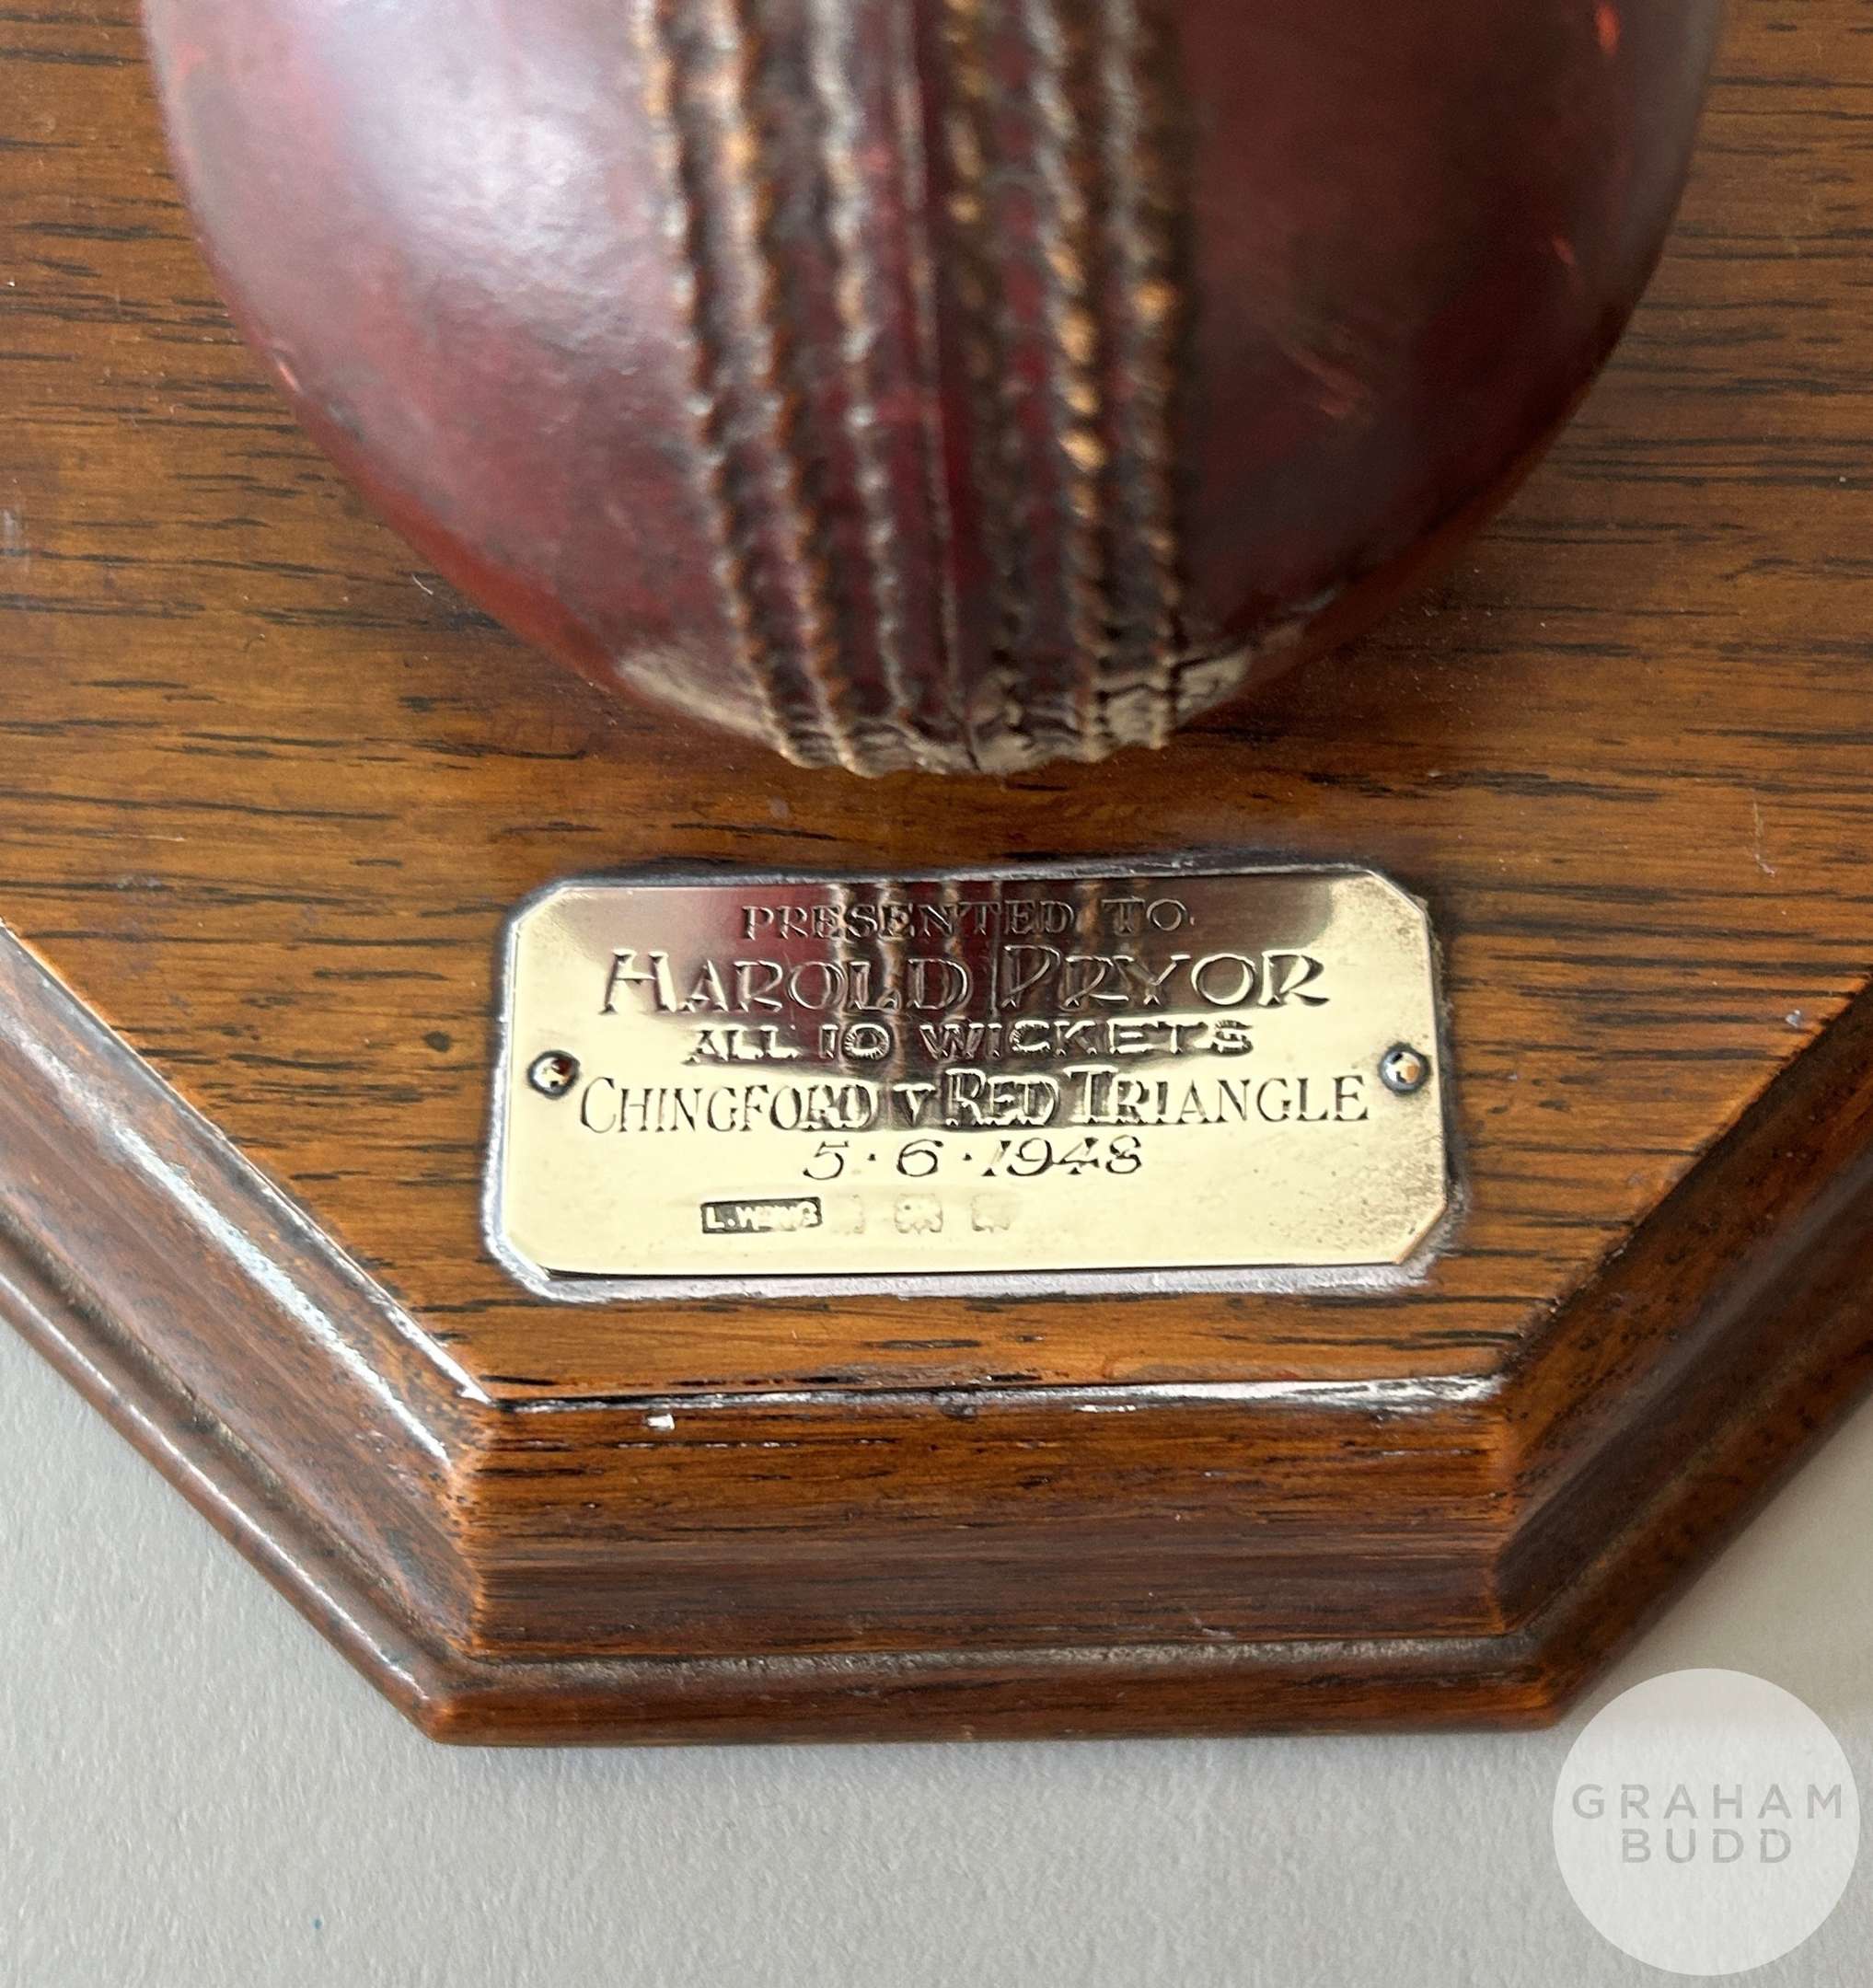 PRESENTED TO
HAROLD PRYOR
ALL 10 WICKETS
CHINGFORD V RED TRIANGLE
5·6·1948
GRAHAM
BUDD